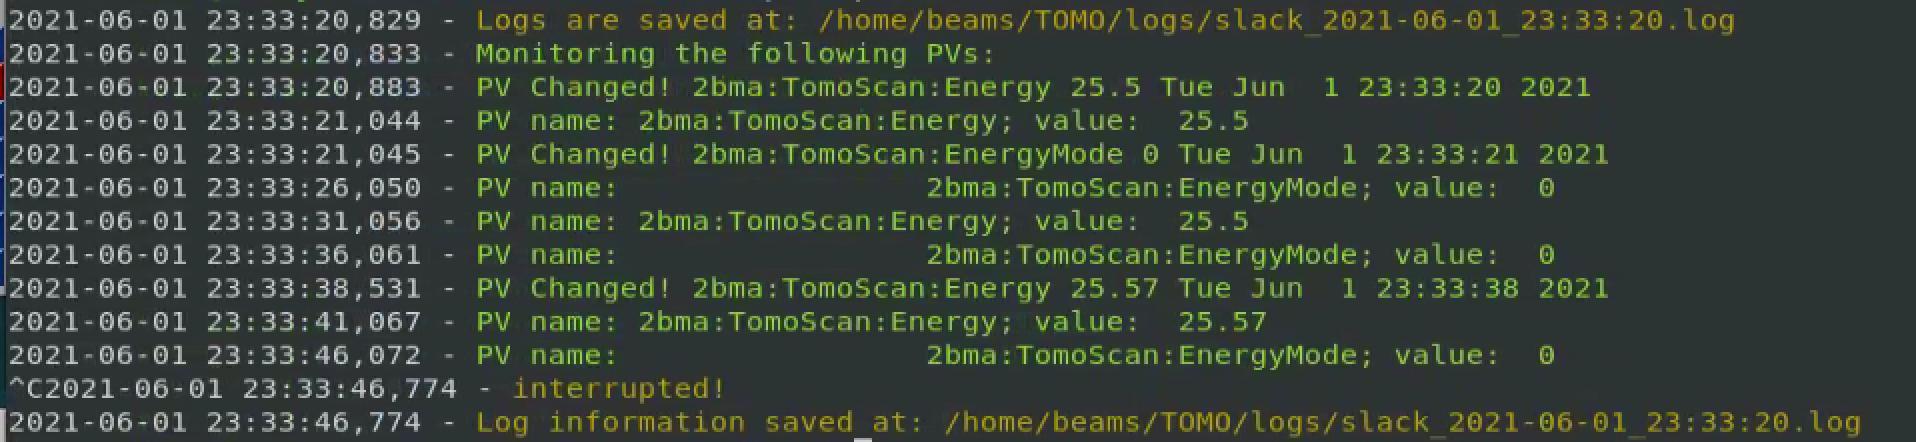 2021-06-01 23:33:20,829 - Logs are saved at: /home/beams/TOMO/logs/slack_2021-06-01_23:33:20.log
2021-06-01 23:33:20,833 - Monitoring the following PVs:
2021-06-01 23:33:20,883 - PV Changed! 2bma:TomoScan:Energy 25.5 Tue Jun  1 23:33:20 2021
2021-06-01 23:33:21,044 - PV name: 2bma:TomoScan:Energy; value:  25.5
2021-06-01 23:33:21,045 - PV Changed! 2bma:TomoScan:EnergyMode 0 Tue Jun  1 23:33:21 2021
2021-06-01 23:33:26,050 - PV name:                 2bma:TomoScan:EnergyMode; value:  0
2021-06-01 23:33:31,056 - PV name: 2bma:TomoScan:Energy; value:  25.5
2021-06-01 23:33:36,061 - PV name:                 2bma:TomoScan:EnergyMode; value:  0
2021-06-01 23:33:38,531 - PV Changed! 2bma:TomoScan:Energy 25.57 Tue Jun  1 23:33:38 2021
2021-06-01 23:33:41,067 - PV name: 2bma:TomoScan:Energy; value:  25.57
2021-06-01 23:33:46,072 - PV name:                 2bma:TomoScan:EnergyMode; value:  0
^C2021-06-01 23:33:46,774 - interrupted!
2021-06-01 23:33:46,774 - Log information saved at: /home/beams/TOMO/logs/slack_2021-06-01_23:33:20.log